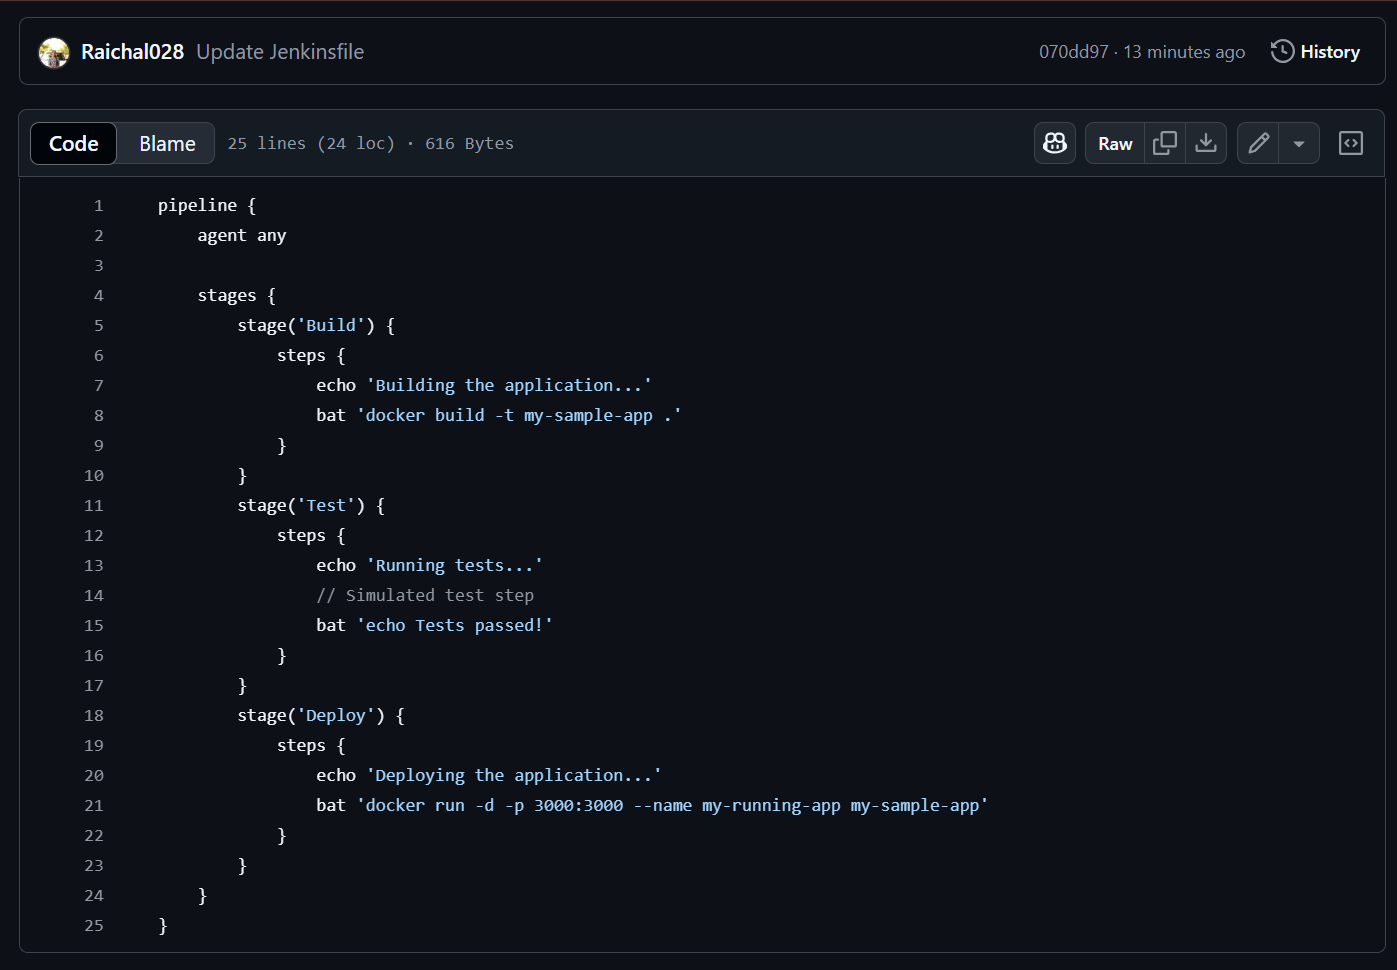 Raichal028 Update Jenkinsfile 070dd97 · 13 minutes ago History
Code Blame 25 lines (24 loc) · 616 Bytes Raw
1 pipeline {
2     agent any
3
4     stages {
5         stage('Build') {
6             steps {
7                 echo 'Building the application...'
8                 bat 'docker build -t my-sample-app .'
9             }
10         }
11         stage('Test') {
12             steps {
13                 echo 'Running tests...'
14                 // Simulated test step
15                 bat 'echo Tests passed!'
16             }
17         }
18         stage('Deploy') {
19             steps {
20                 echo 'Deploying the application...'
21                 bat 'docker run -d -p 3000:3000 --name my-running-app my-sample-app'
22             }
23         }
24     }
25 }